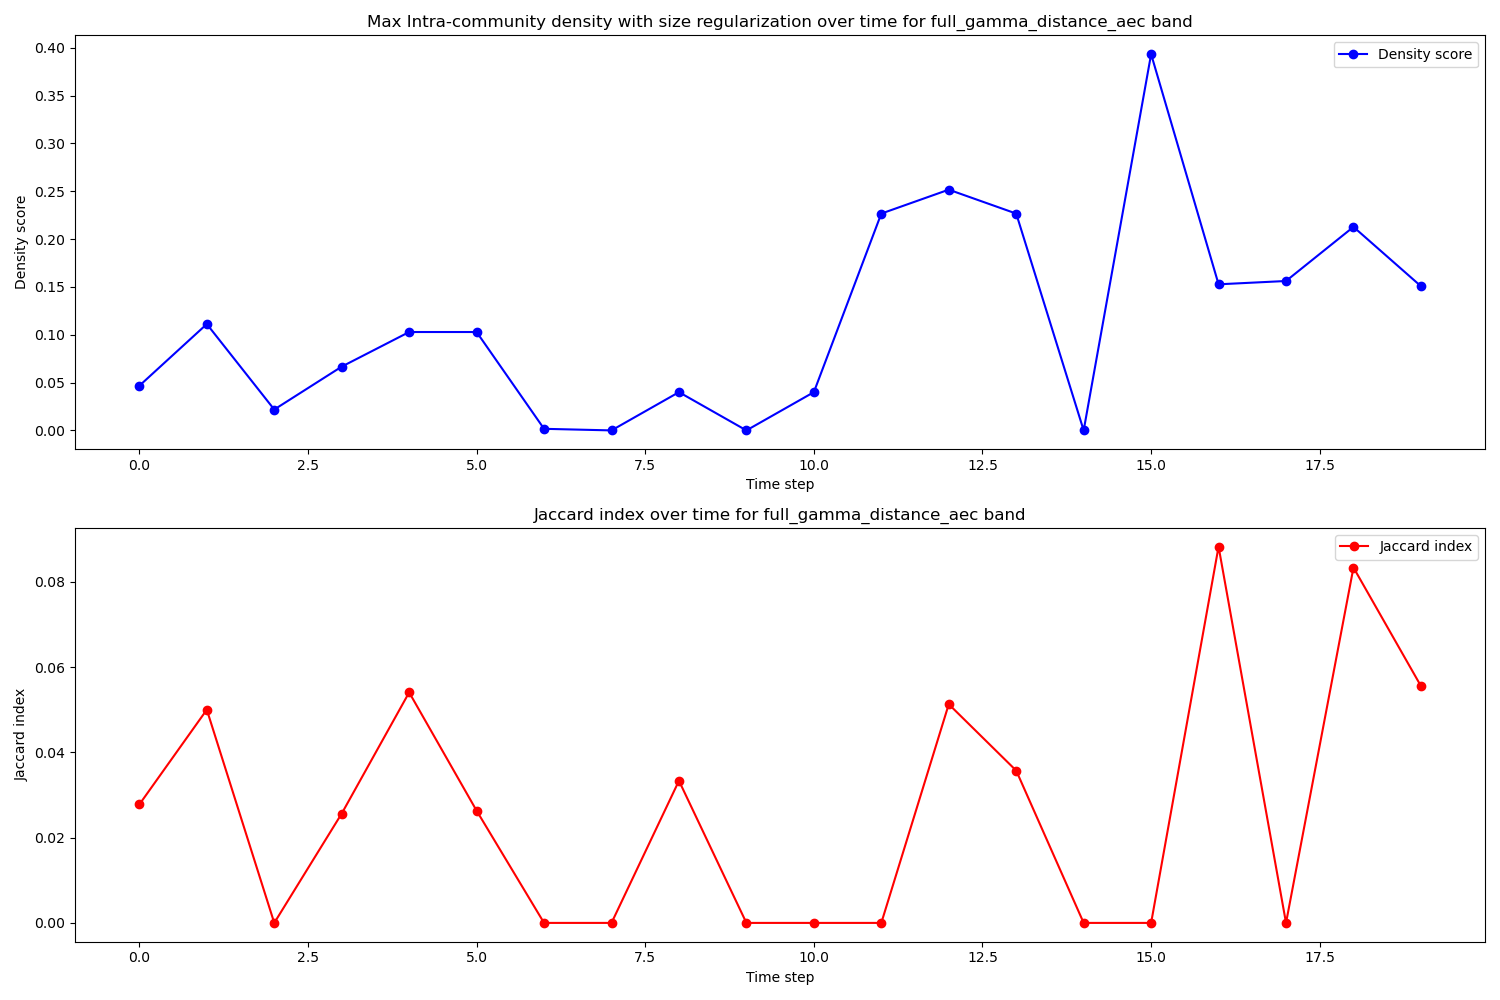 Max Intra-community density with size regularization over time for full_gamma_distance_aec band
Density score
0.40
0.35
0.30
0.25
0.20
0.15
0.10
0.05
0.00
Density score
0.0 2.5 5.0 7.5 10.0 12.5 15.0 17.5
Time step
Jaccard index over time for full_gamma_distance_aec band
Jaccard index
0.08
0.06
0.04
0.02
0.00
Jaccard index
0.0 2.5 5.0 7.5 10.0 12.5 15.0 17.5
Time step